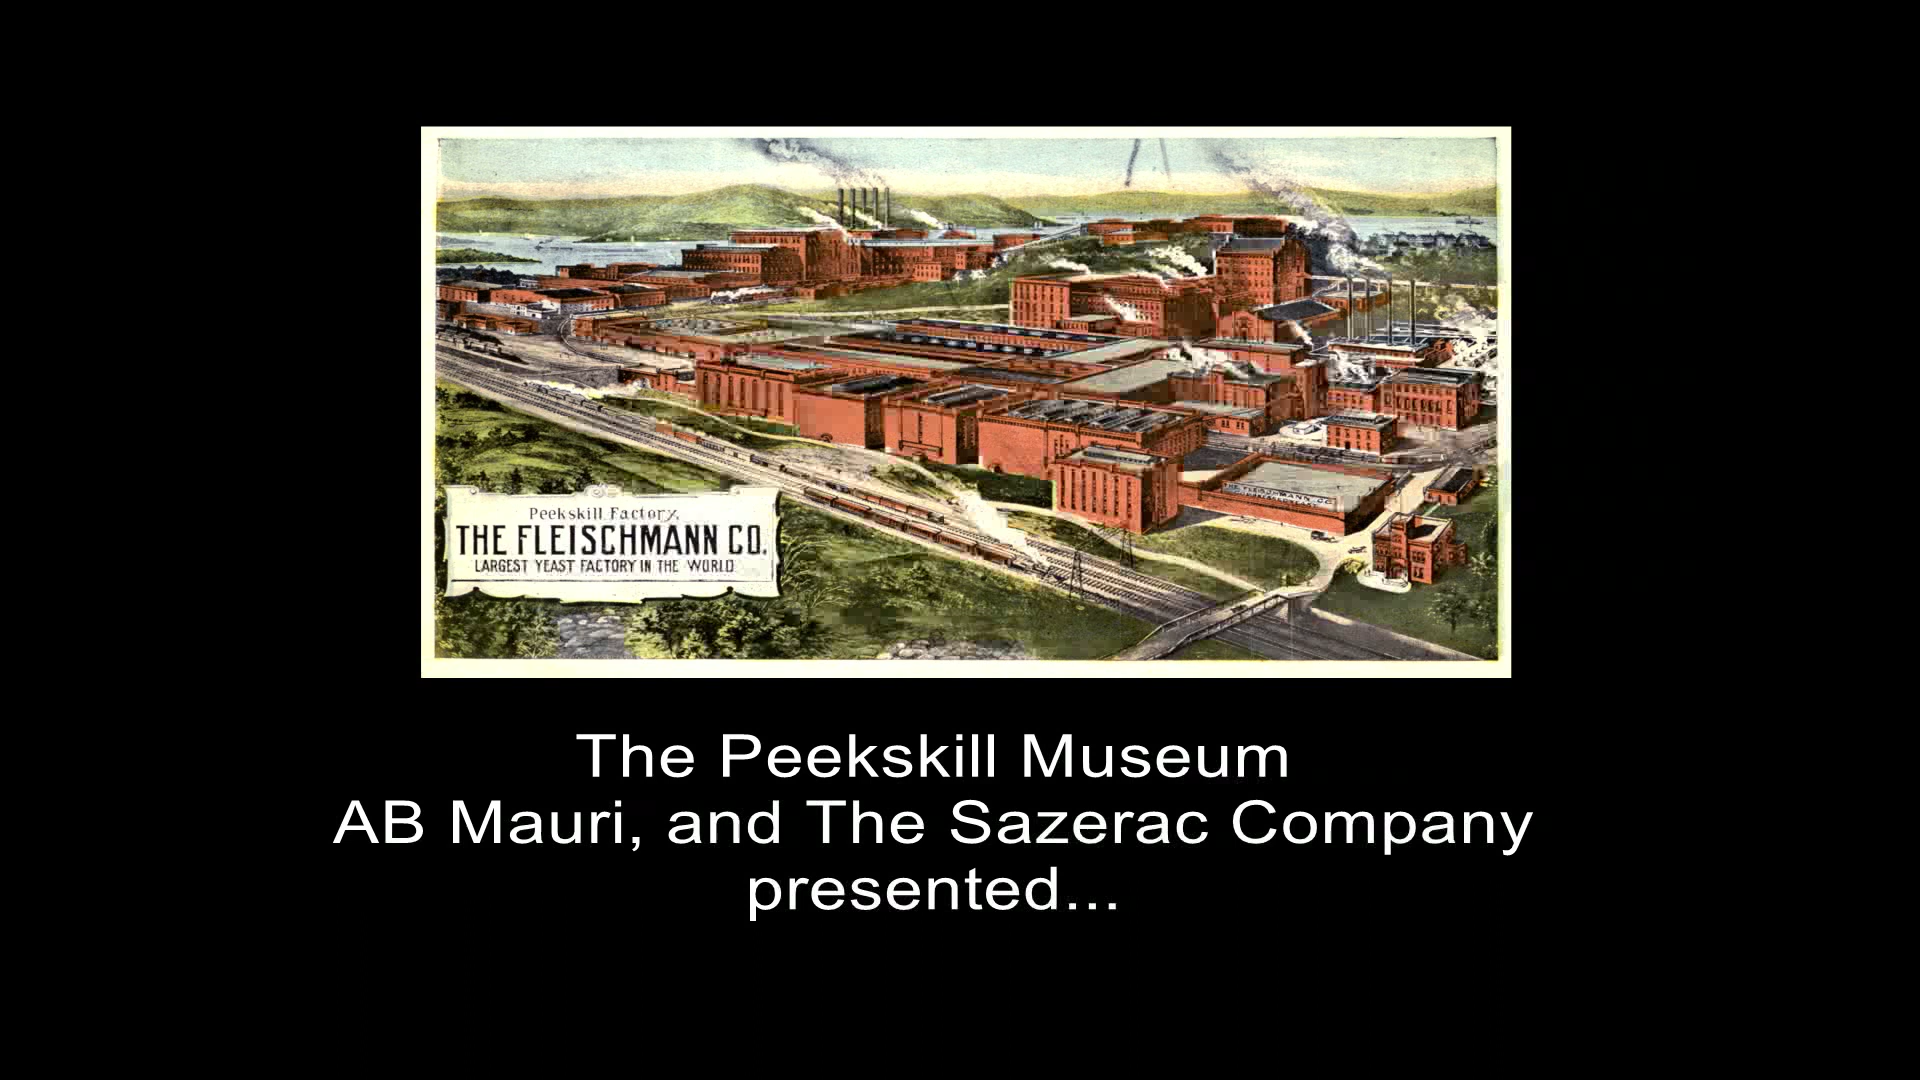 Peekskill Factory,
THE FLEISCHMANN CO.
LARGEST YEAST FACTORY IN THE WORLD
The Peekskill Museum
AB Mauri, and The Sazerac Company
presented...